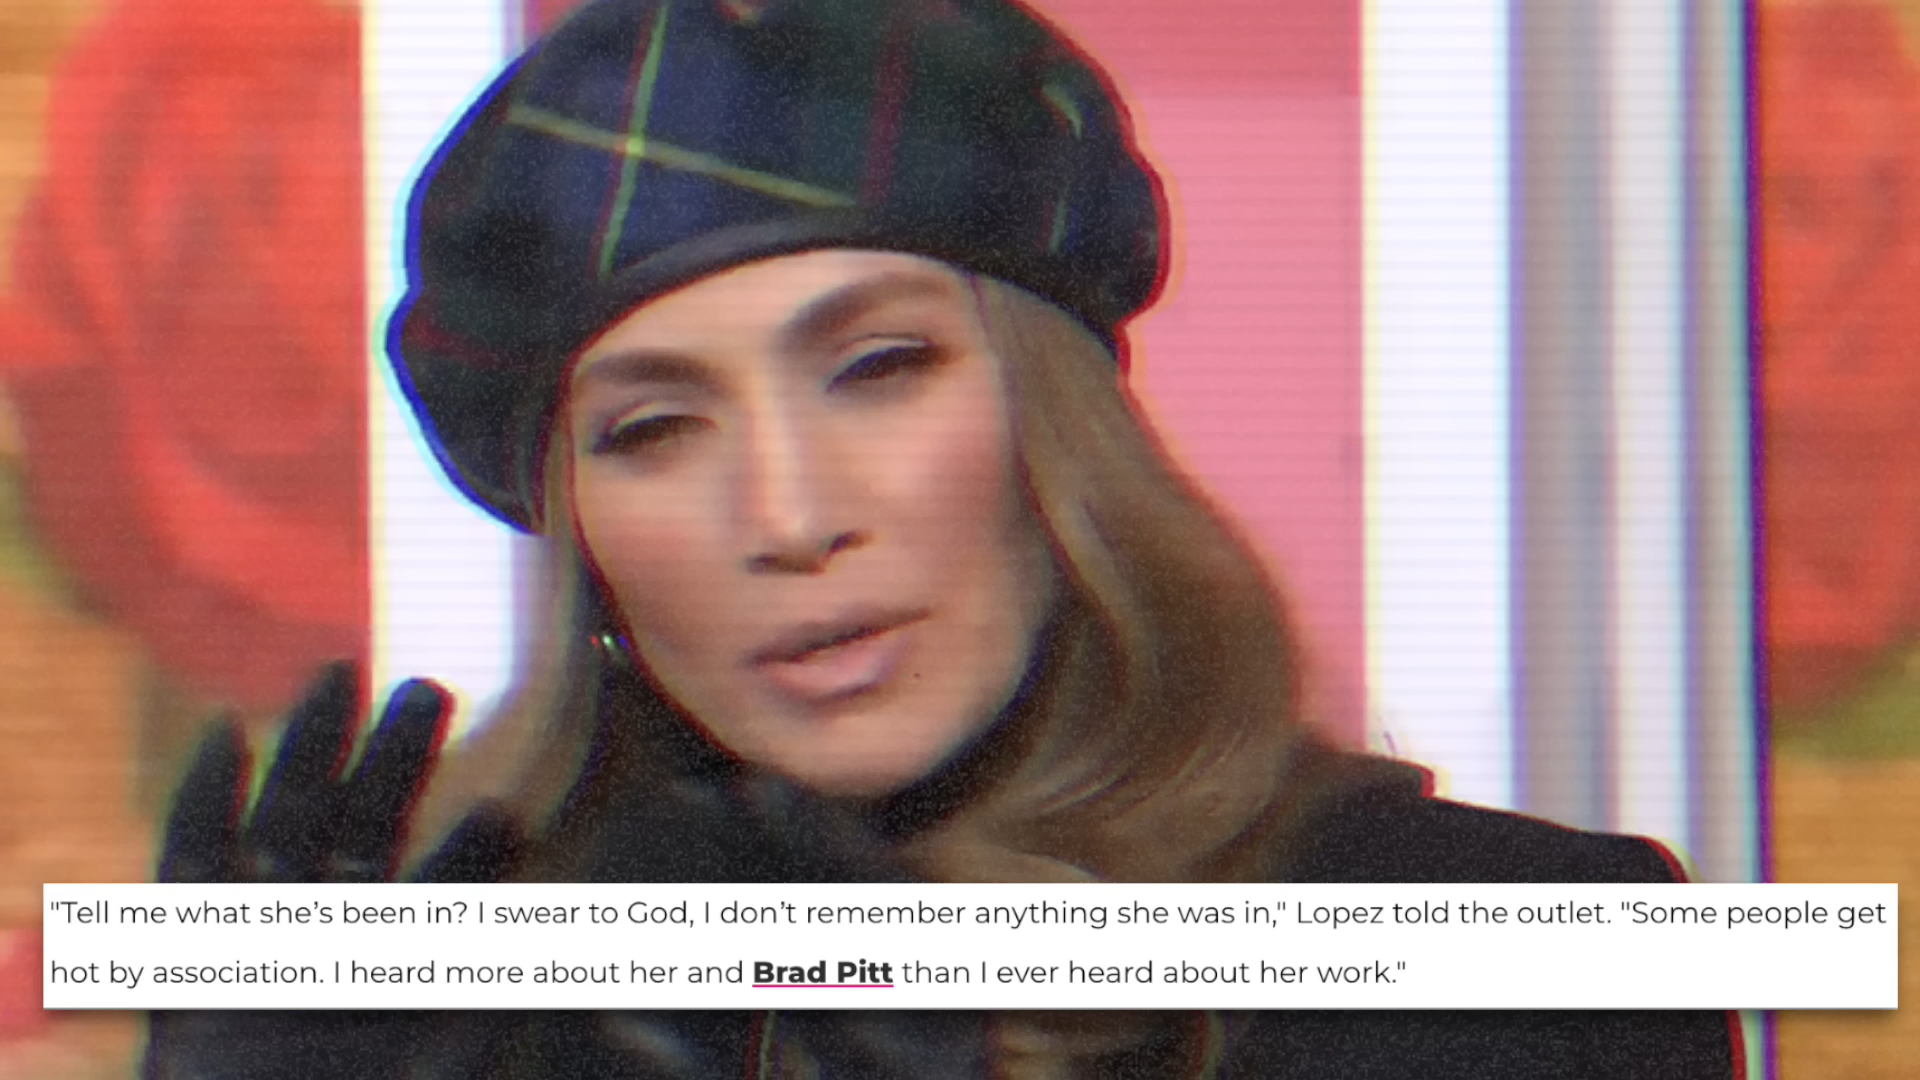 "Tell me what she’s been in? I swear to God, I don’t remember anything she was in," Lopez told the outlet. "Some people get
hot by association. I heard more about her and Brad Pitt than I ever heard about her work."